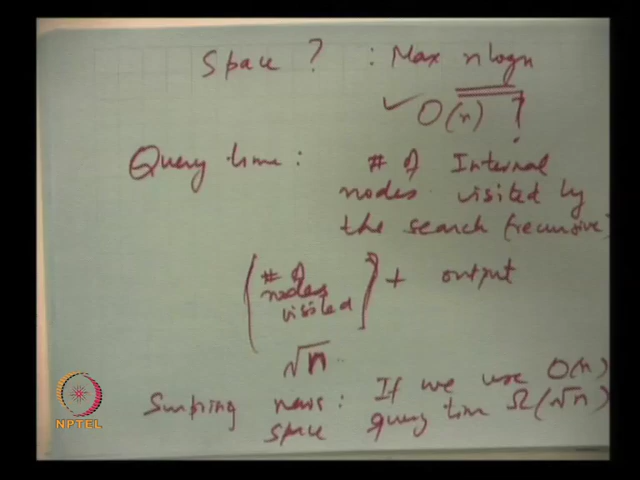 Space ? : Max n log n
✓ O(n) ?
Query time : # of Internal
nodes visited by
the search (recursive)
(# of nodes visited) + output
√n
Surprising news : If we use O(n)
space query time Ω(√n)
NPTEL